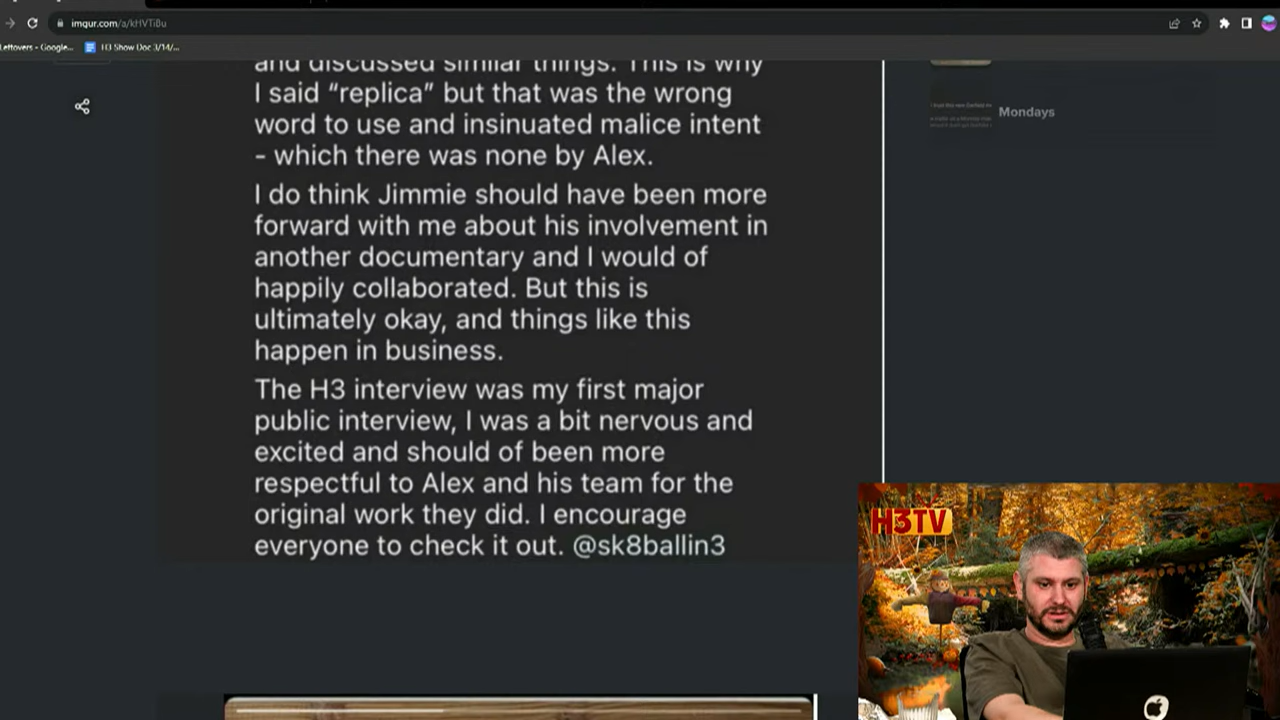 imgur.com/a/kHVTiBu
Leftovers - Google...
H3 Show Doc 3/14/...
and discussed similar things. This is why
I said “replica” but that was the wrong
word to use and insinuated malice intent
- which there was none by Alex.
I do think Jimmie should have been more
forward with me about his involvement in
another documentary and I would of
happily collaborated. But this is
ultimately okay, and things like this
happen in business.
The H3 interview was my first major
public interview, I was a bit nervous and
excited and should of been more
respectful to Alex and his team for the
original work they did. I encourage
everyone to check it out. @sk8ballin3
Mondays
H3TV